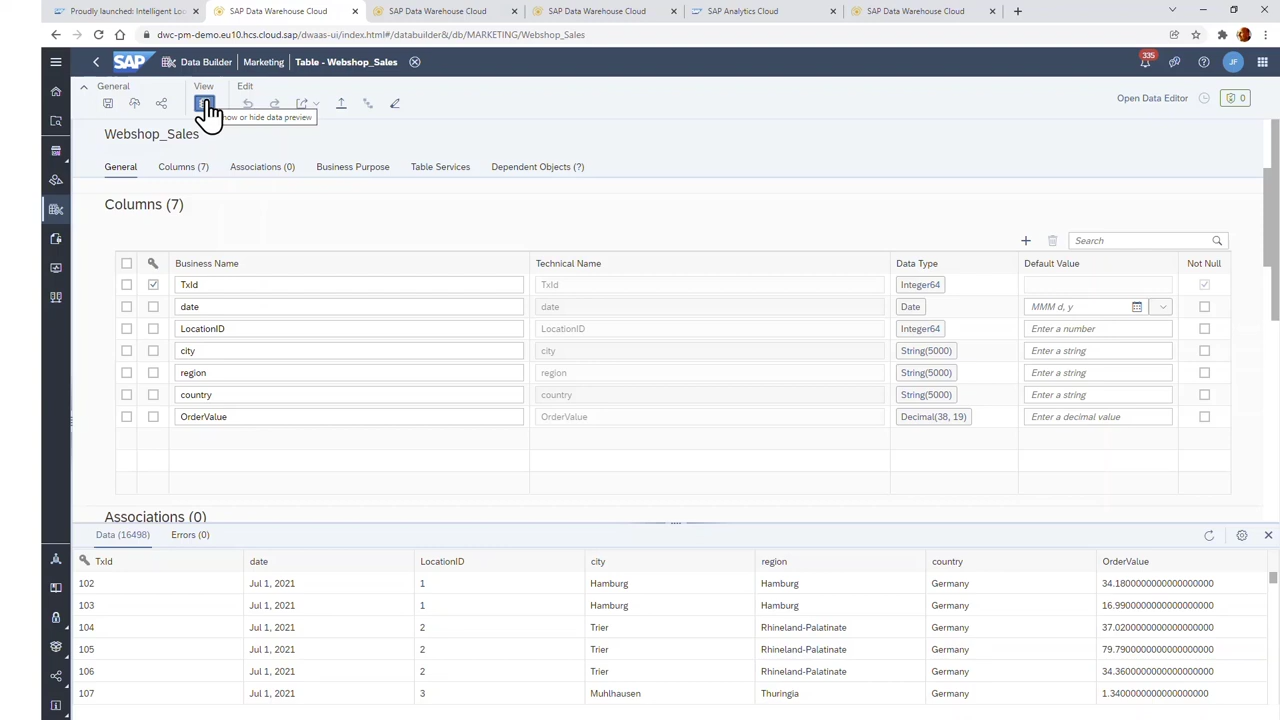 Proudly launched: Intelligent Lo
SAP Data Warehouse Cloud
SAP Data Warehouse Cloud
SAP Data Warehouse Cloud
SAP Analytics Cloud
SAP Data Warehouse Cloud
dwc-pm-demo.eu10.hcs.cloud.sap/dwaas-ui/index.html#/databuilder&/db/MARKETING/Webshop_Sales
SAP Data Builder Marketing Table - Webshop_Sales 335 JF
General View Edit
how or hide data preview
Open Data Editor 0
Webshop_Sales
General Columns (7) Associations (0) Business Purpose Table Services Dependent Objects (?)
Columns (7)
Search
Business Name Technical Name Data Type Default Value Not Null
TxId TxId Integer64
date date Date MMM d, y
LocationID LocationID Integer64 Enter a number
city city String(5000) Enter a string
region region String(5000) Enter a string
country country String(5000) Enter a string
OrderValue OrderValue Decimal(38, 19) Enter a decimal value
Associations (0)
Data (16498) Errors (0)
TxId date LocationID city region country OrderValue
102 Jul 1, 2021 1 Hamburg Hamburg Germany 34.1800000000000000000
103 Jul 1, 2021 1 Hamburg Hamburg Germany 16.9900000000000000000
104 Jul 1, 2021 2 Trier Rhineland-Palatinate Germany 37.0200000000000000000
105 Jul 1, 2021 2 Trier Rhineland-Palatinate Germany 79.7900000000000000000
106 Jul 1, 2021 2 Trier Rhineland-Palatinate Germany 34.3600000000000000000
107 Jul 1, 2021 3 Muhlhausen Thuringia Germany 1.3400000000000000000